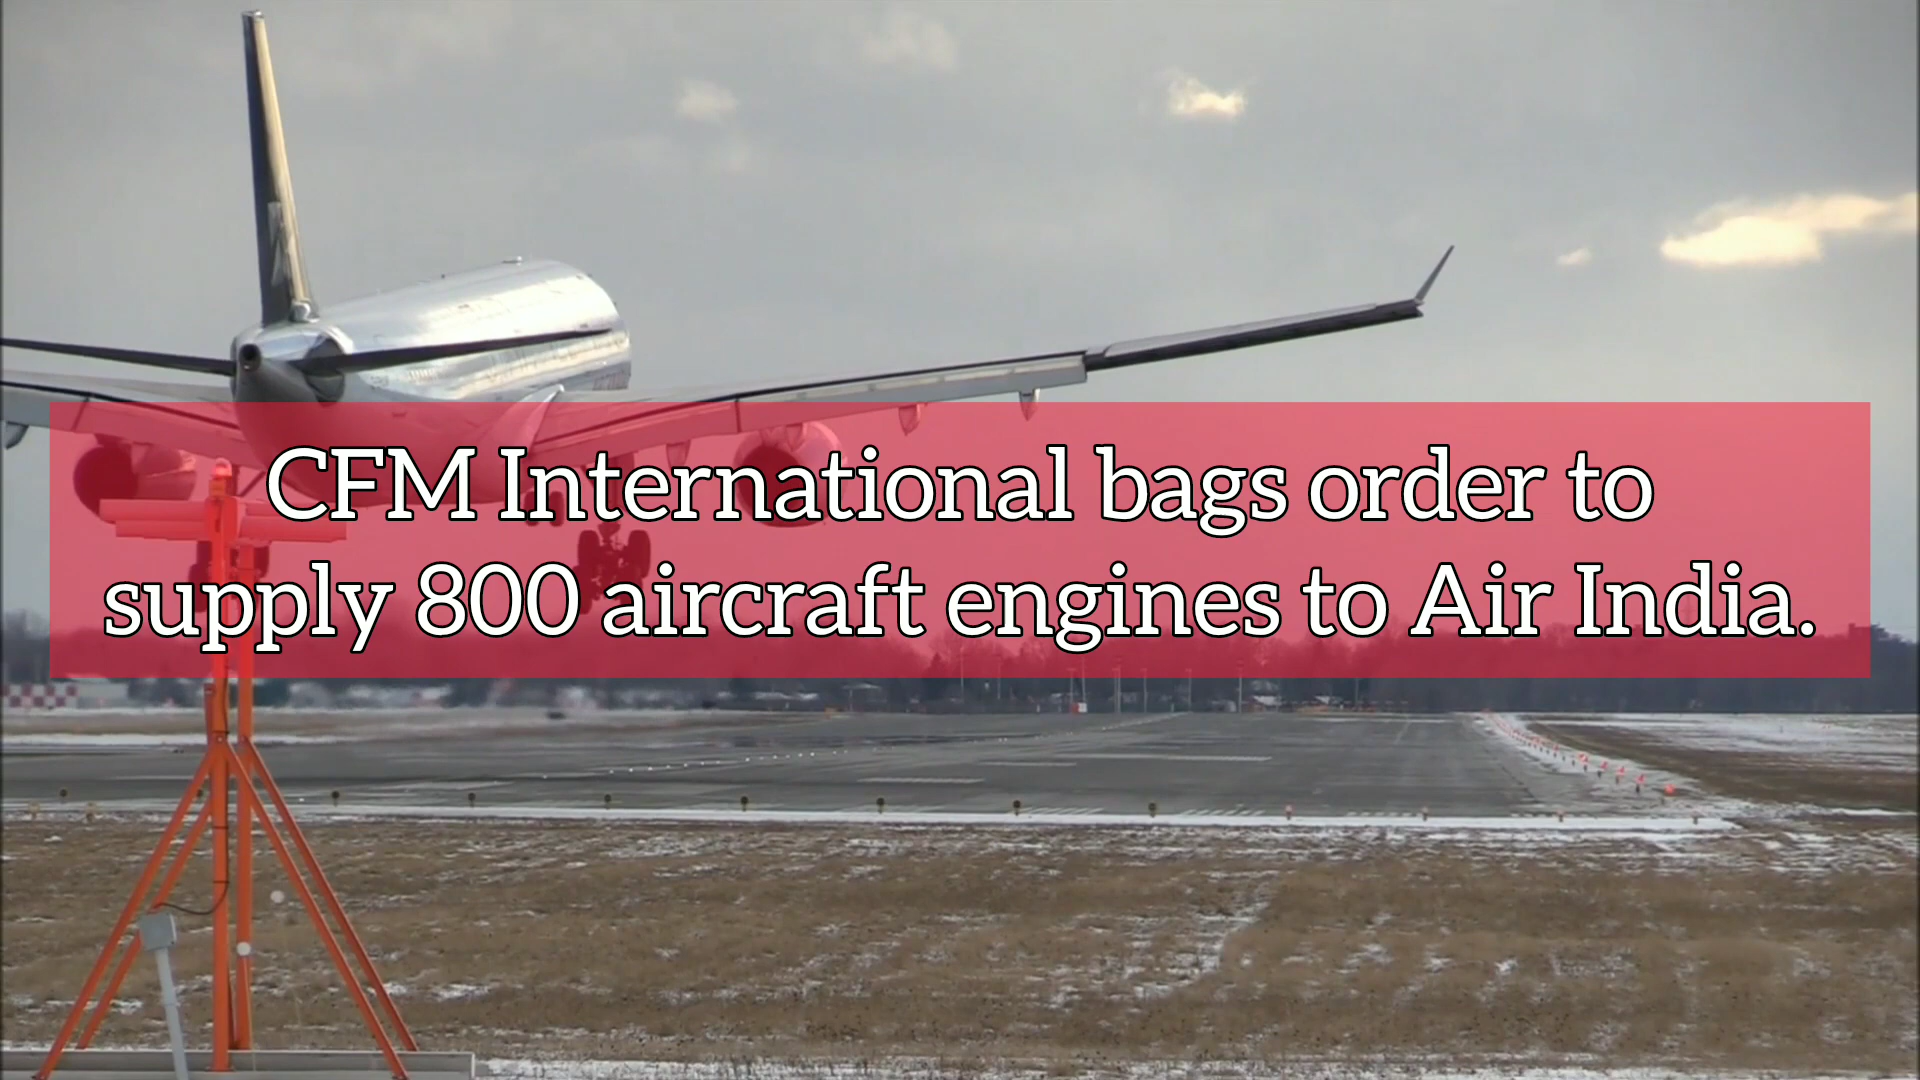 CFM International bags order to
supply 800 aircraft engines to Air India.